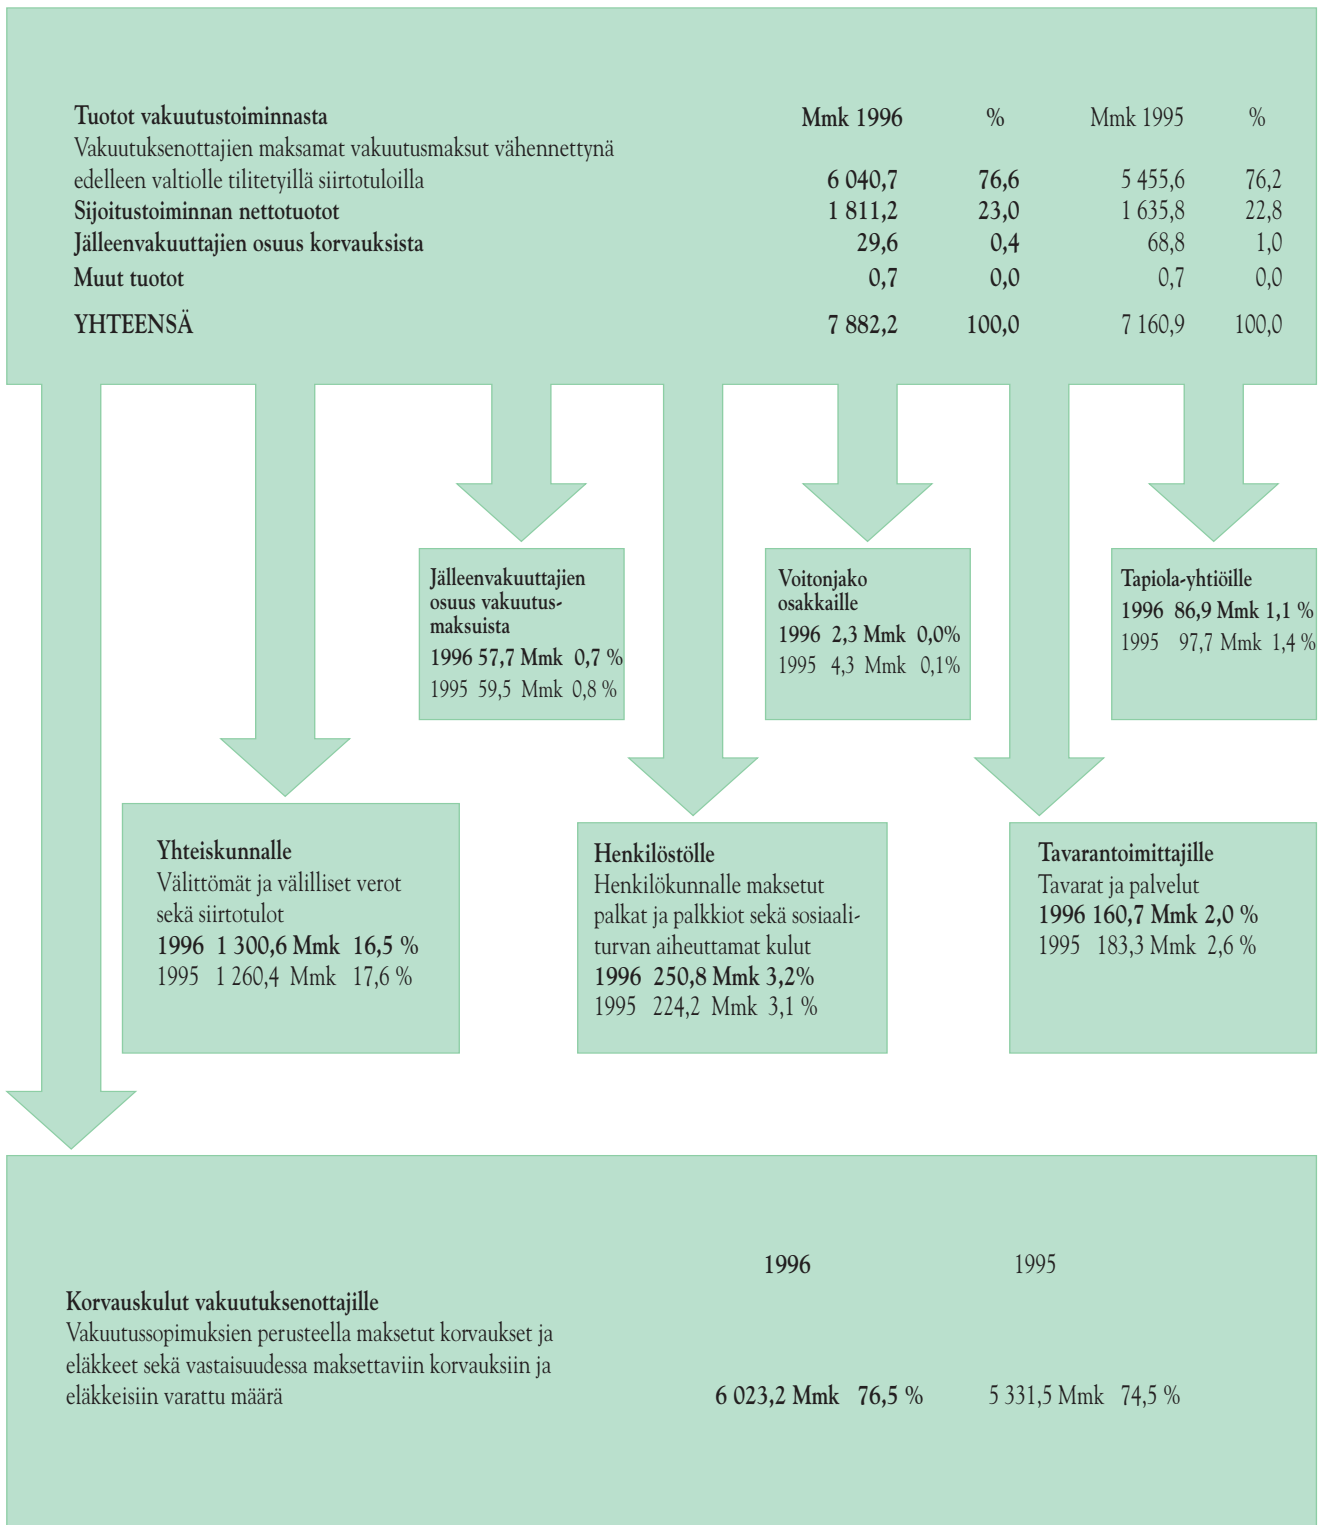 Tuotot vakuutustoiminnasta Mmk 1996 % Mmk 1995 %
Vakuutuksenottajien maksamat vakuutusmaksut vähennettynä
edelleen valtiolle tilitetyillä siirtotuloilla 6 040,7 76,6 5 455,6 76,2
Sijoitustoiminnan nettotuotot 1 811,2 23,0 1 635,8 22,8
Jälleenvakuuttajien osuus korvauksista 29,6 0,4 68,8 1,0
Muut tuotot 0,7 0,0 0,7 0,0
YHTEENSÄ 7 882,2 100,0 7 160,9 100,0
Jälleenvakuuttajien
osuus vakuutus-
maksuista
1996 57,7 Mmk 0,7 %
1995 59,5 Mmk 0,8 %
Voitonjako
osakkaille
1996 2,3 Mmk 0,0%
1995 4,3 Mmk 0,1%
Tapiola-yhtiöille
1996 86,9 Mmk 1,1 %
1995 97,7 Mmk 1,4 %
Yhteiskunnalle
Välittömät ja välilliset verot
sekä siirtotulot
1996 1 300,6 Mmk 16,5 %
1995 1 260,4 Mmk 17,6 %
Henkilöstölle
Henkilökunnalle maksetut
palkat ja palkkiot sekä sosiaali-
turvan aiheuttamat kulut
1996 250,8 Mmk 3,2%
1995 224,2 Mmk 3,1 %
Tavarantoimittajille
Tavarat ja palvelut
1996 160,7 Mmk 2,0 %
1995 183,3 Mmk 2,6 %
1996 1995
Korvauskulut vakuutuksenottajille
Vakuutussopimuksien perusteella maksetut korvaukset ja
eläkkeet sekä vastaisuudessa maksettaviin korvauksiin ja
eläkkeisiin varattu määrä 6 023,2 Mmk 76,5 % 5 331,5 Mmk 74,5 %